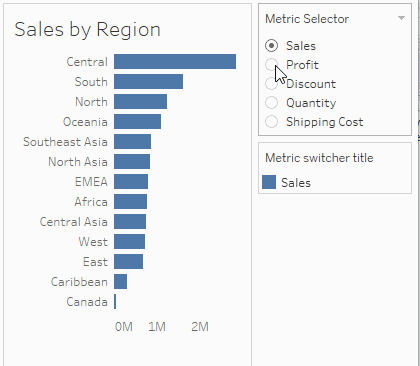 Sales by Region
Central
South
North
Oceania
Southeast Asia
North Asia
EMEA
Africa
Central Asia
West
East
Caribbean
Canada
0M 1M 2M
Metric Selector
Sales
Profit
Discount
Quantity
Shipping Cost
Metric switcher title
Sales